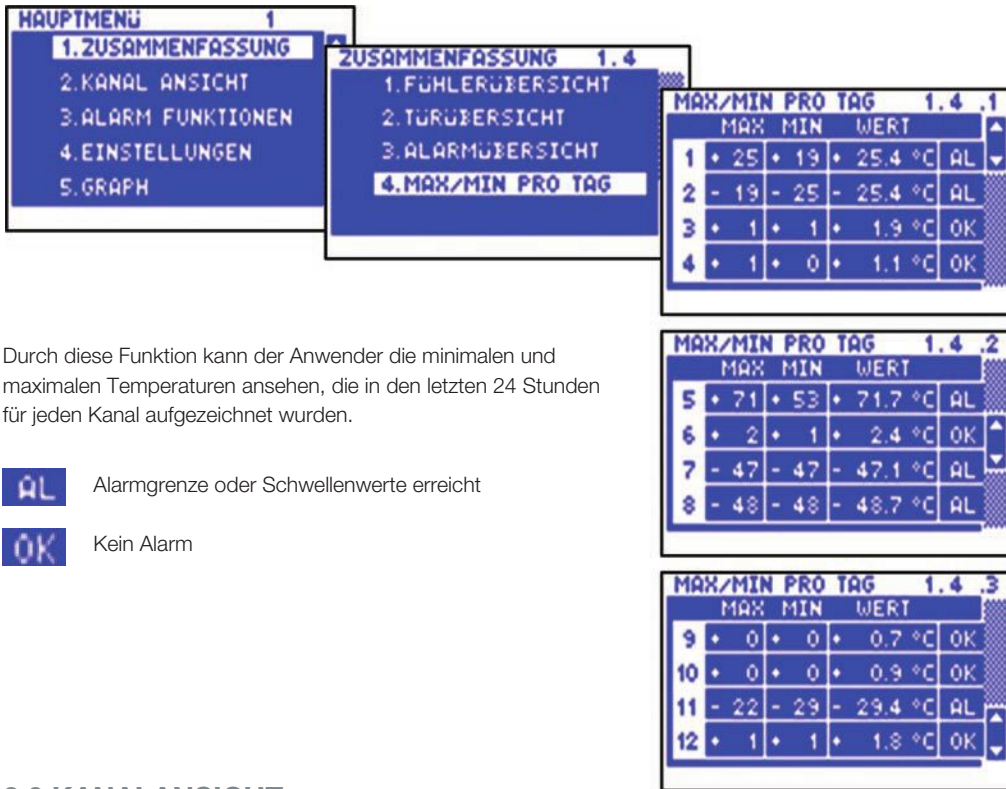 HAUPTMENü 1
1.ZUSAMMENFASSUNG
2.KANAL ANSICHT
3.ALARM FUNKTIONEN
4.EINSTELLUNGEN
5.GRAPH
ZUSAMMENFASSUNG 1.4
1.FüHLERüBERSICHT
2.TüRüBERSICHT
3.ALARMüBERSICHT
4.MAX/MIN PRO TAG
MAX/MIN PRO TAG 1.4 .1
MAX MIN WERT
1 + 25 + 19 + 25.4 °C AL
2 - 19 - 25 - 25.4 °C AL
3 + 1 + 1 + 1.9 °C OK
4 + 1 + 0 + 1.1 °C OK
Durch diese Funktion kann der Anwender die minimalen und
maximalen Temperaturen ansehen, die in den letzten 24 Stunden
für jeden Kanal aufgezeichnet wurden.
AL Alarmgrenze oder Schwellenwerte erreicht
OK Kein Alarm
MAX/MIN PRO TAG 1.4 .2
MAX MIN WERT
5 + 71 + 53 + 71.7 °C AL
6 + 2 + 1 + 2.4 °C OK
7 - 47 - 47 - 47.1 °C AL
8 - 48 - 48 - 48.7 °C AL
MAX/MIN PRO TAG 1.4 .3
MAX MIN WERT
9 + 0 + 0 + 0.7 °C OK
10 + 0 + 0 + 0.9 °C OK
11 - 22 - 29 - 29.4 °C AL
12 + 1 + 1 + 1.8 °C OK
KANAL ANSICHT